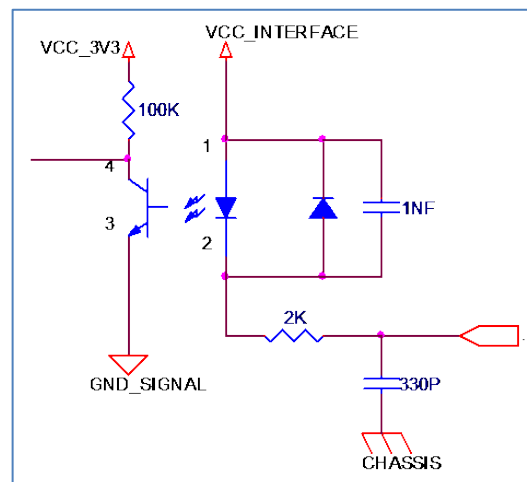 VCC_INTERFACE
VCC_3V3
100K
1
4
1NF
3
2
2K
330P
GND_SIGNAL
CHASSIS